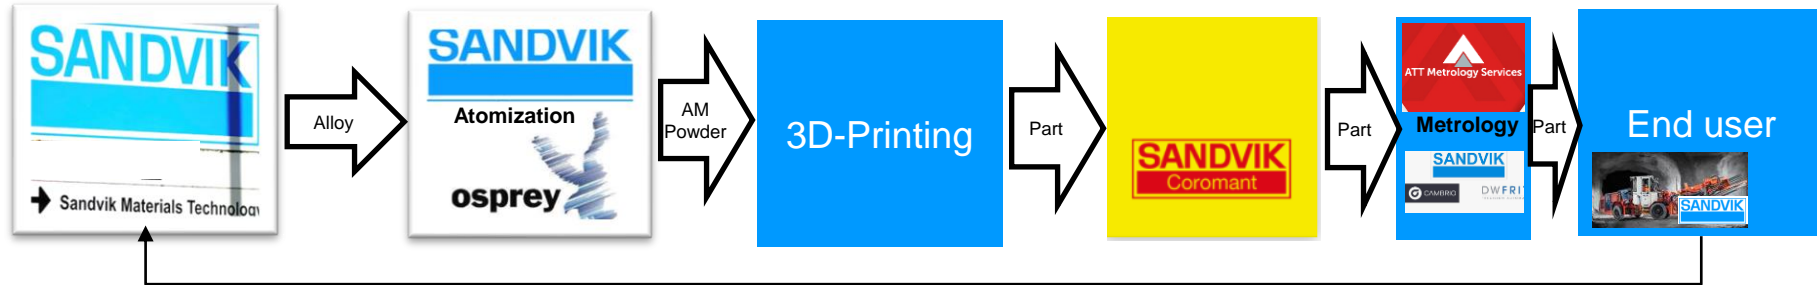 SANDVIK
Sandvik Materials Technology
Alloy
SANDVIK
Atomization
osprey
AM
Powder
3D-Printing
Part
SANDVIK
Coromant
Part
ATT Metrology Services
Metrology
SANDVIK
CAMBRIO
DWFRI
Part
End user
SANDVIK